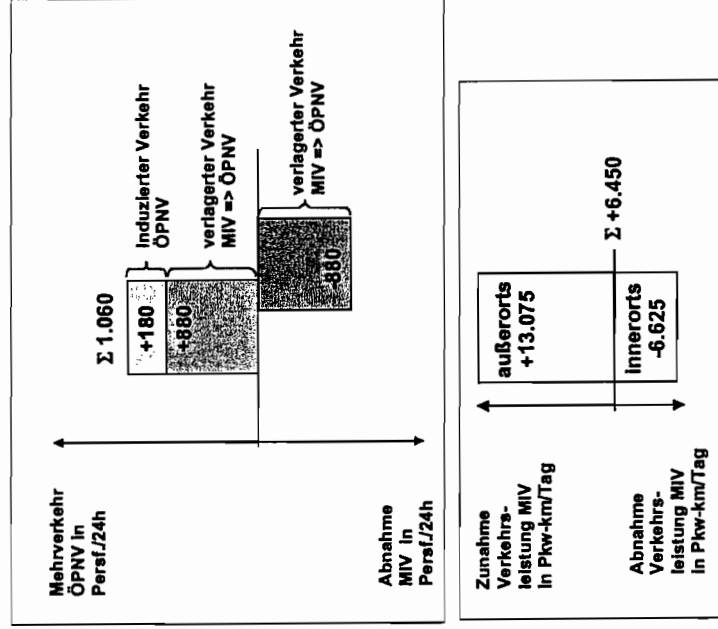 Mehrverkehr
ÖPNV in
Persf./24h
Σ 1.060
+180
+880
Induzierter Verkehr
ÖPNV
verlagerter Verkehr
MIV => ÖPNV
verlagerter Verkehr
MIV => ÖPNV
-880
Abnahme
MIV in
Persf./24h
Zunahme
Verkehrs-
leistung MIV
in Pkw-km/Tag
außerorts
+13.075
Σ +6.450
innerorts
-6.625
Abnahme
Verkehrs-
leistung MIV
in Pkw-km/Tag